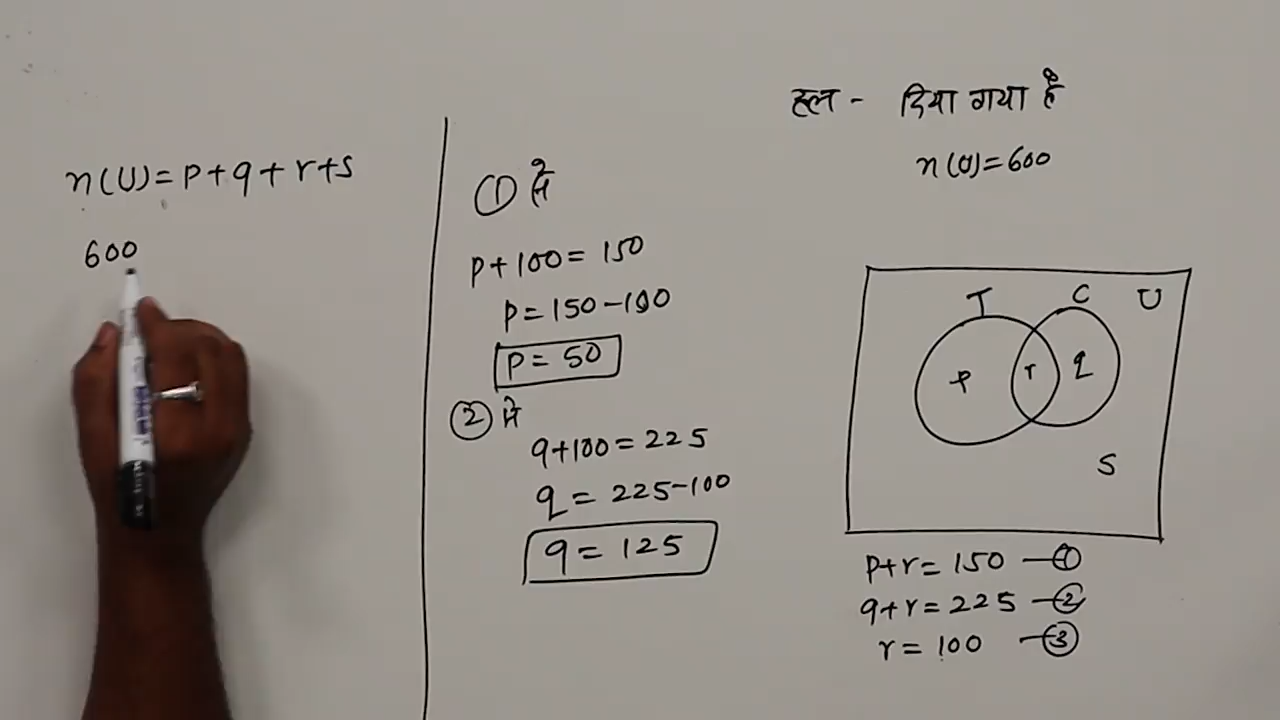 n(U)=p+q+r+s
600
① में
p+100=150
p=150-100
p=50
② में
q+100=225
q=225-100
q=125
हल - दिया गया है
n(U)=600
T C U
p r q
S
p+r=150 —①
q+r=225 —②
r=100 —③